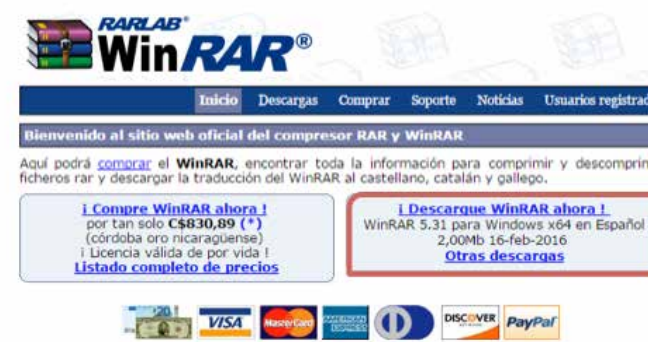 RARLAB®
WinRAR®
Inicio Descargas Comprar Soporte Noticias Usuarios registrad
Bienvenido al sitio web oficial del compresor RAR y WinRAR
Aquí podrá comprar el WinRAR, encontrar toda la información para comprimir y descomprim
ficheros rar y descargar la traducción del WinRAR al castellano, catalán y gallego.
¡ Compre WinRAR ahora !
por tan solo C$830,89 (*)
(córdoba oro nicaragüense)
¡ Licencia válida de por vida !
Listado completo de precios
¡ Descargue WinRAR ahora !
WinRAR 5.31 para Windows x64 en Español
2,00Mb 16-feb-2016
Otras descargas
VISA MasterCard AMERICAN EXPRESS DISCOVER PayPal